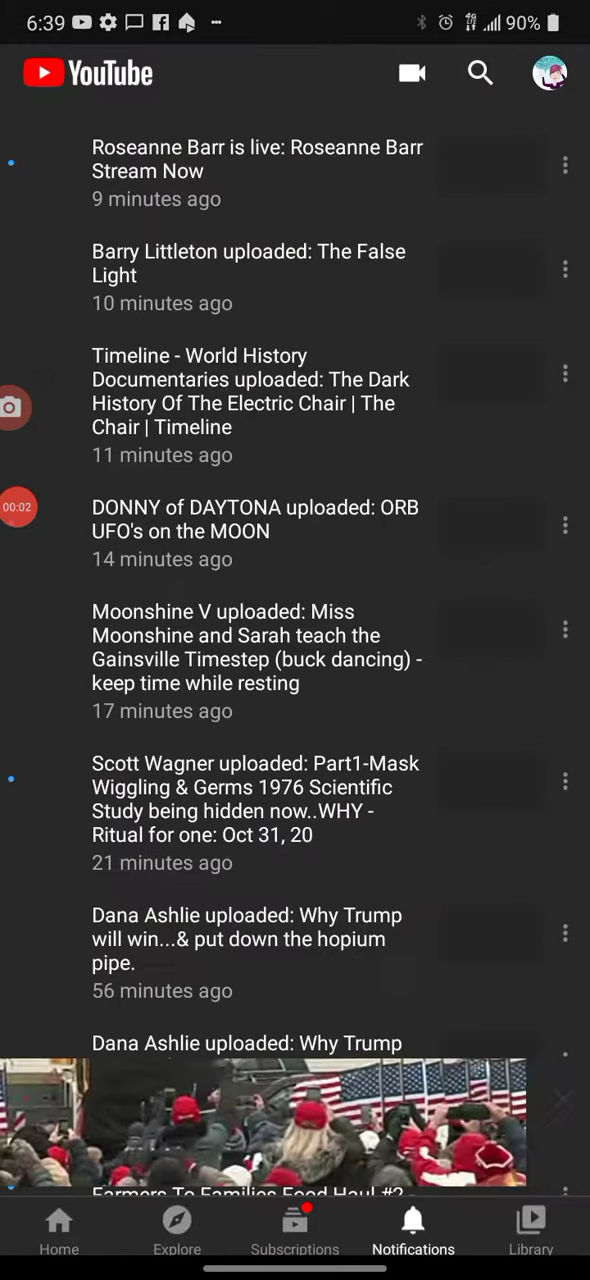 6:39
90%
YouTube
Roseanne Barr is live: Roseanne Barr
Stream Now
9 minutes ago
Barry Littleton uploaded: The False
Light
10 minutes ago
Timeline - World History
Documentaries uploaded: The Dark
History Of The Electric Chair | The
Chair | Timeline
11 minutes ago
00:02
DONNY of DAYTONA uploaded: ORB
UFO's on the MOON
14 minutes ago
Moonshine V uploaded: Miss
Moonshine and Sarah teach the
Gainsville Timestep (buck dancing) -
keep time while resting
17 minutes ago
Scott Wagner uploaded: Part1-Mask
Wiggling & Germs 1976 Scientific
Study being hidden now..WHY -
Ritual for one: Oct 31, 20
21 minutes ago
Dana Ashlie uploaded: Why Trump
will win...& put down the hopium
pipe.
56 minutes ago
Dana Ashlie uploaded: Why Trump
Farmers To Families Food Haul #2 -
Home Explore Subscriptions Notifications Library